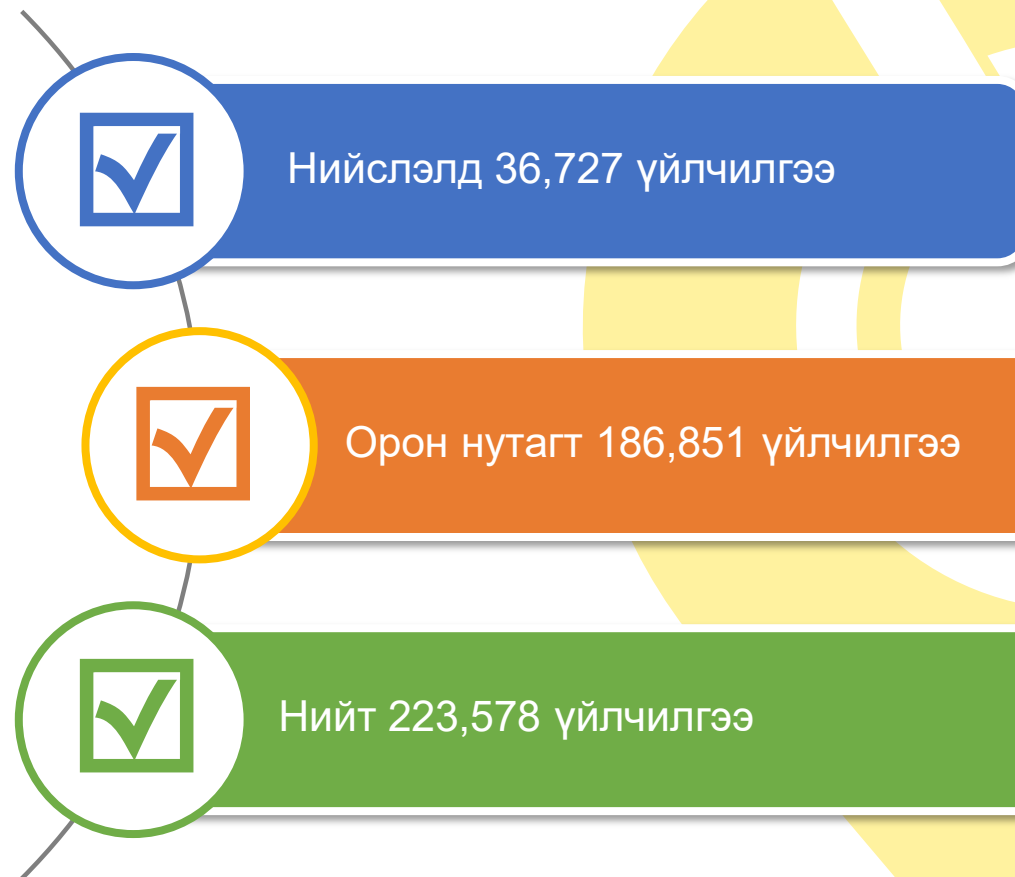 Нийслэлд 36,727 үйлчилгээ
Орон нутагт 186,851 үйлчилгээ
Нийт 223,578 үйлчилгээ